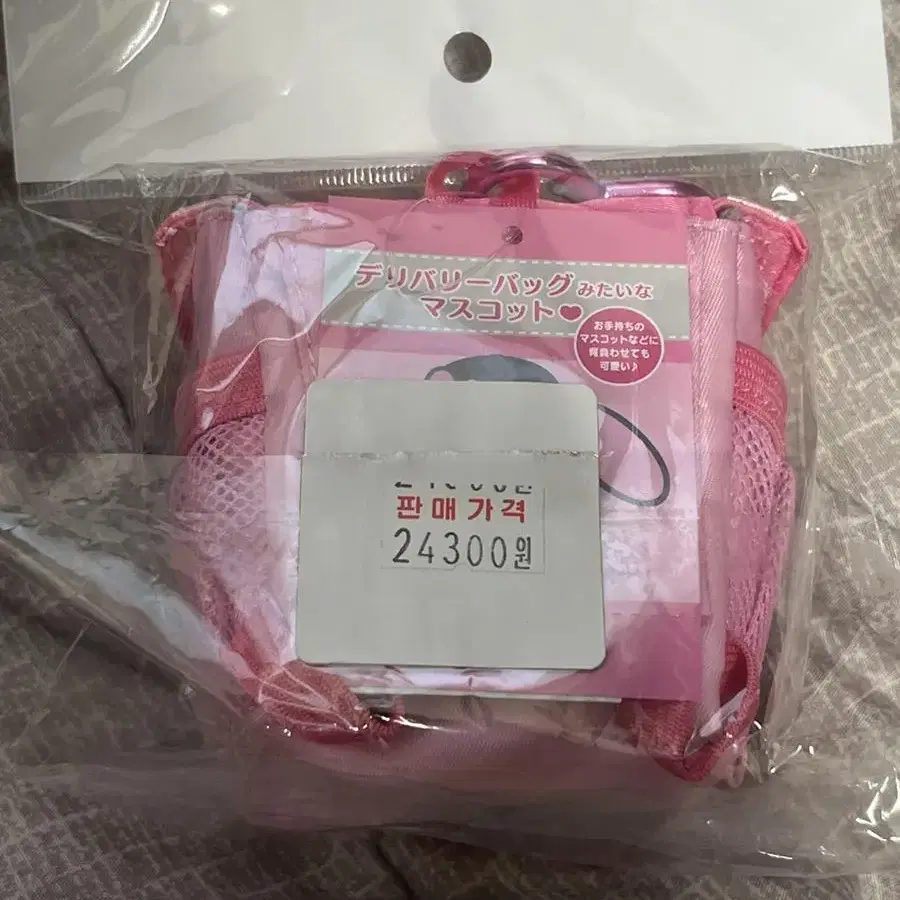 デリバリーバッグみたいな
マスコット♥
お手持ちの
マスコットなどに
背負わせても
可愛い♪
판매가격
24300원